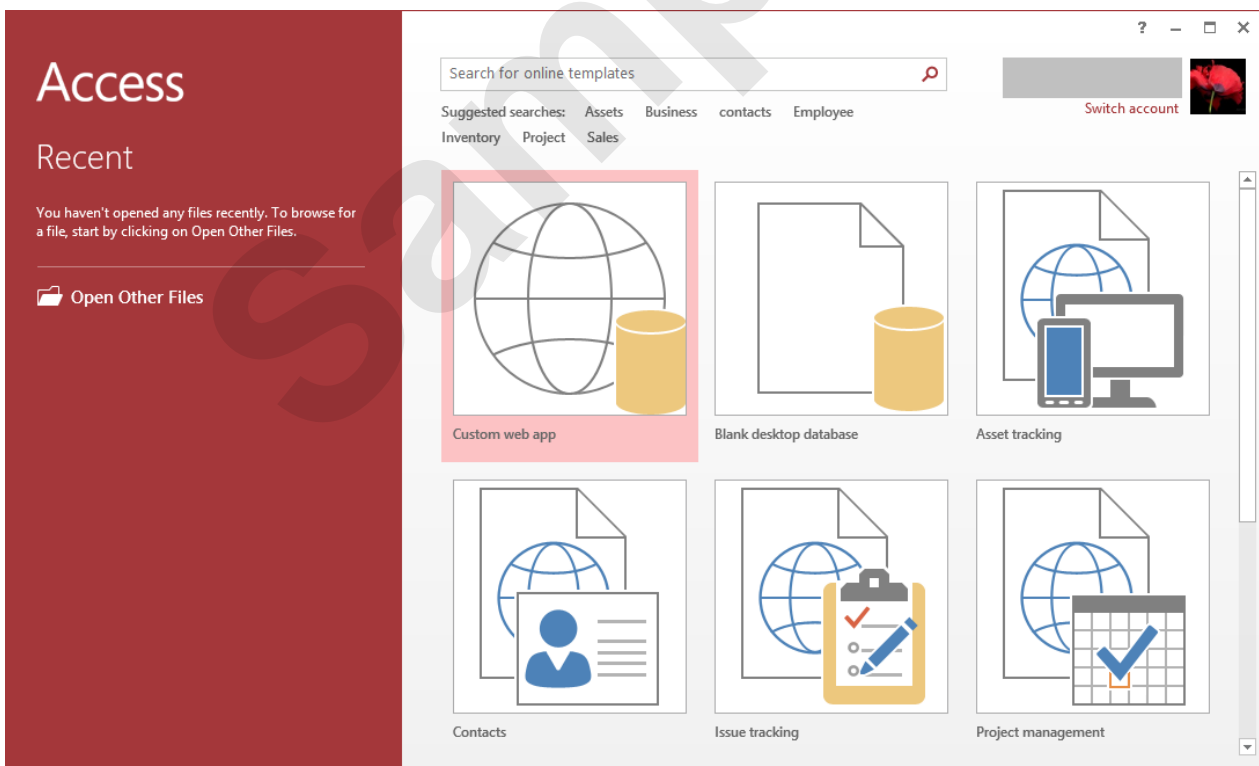 Access
Recent
You haven't opened any files recently. To browse for
a file, start by clicking on Open Other Files.
Open Other Files
?
Search for online templates
Switch account
Suggested searches: Assets Business contacts Employee
Inventory Project Sales
Custom web app
Blank desktop database
Asset tracking
Contacts
Issue tracking
Project management
Samp